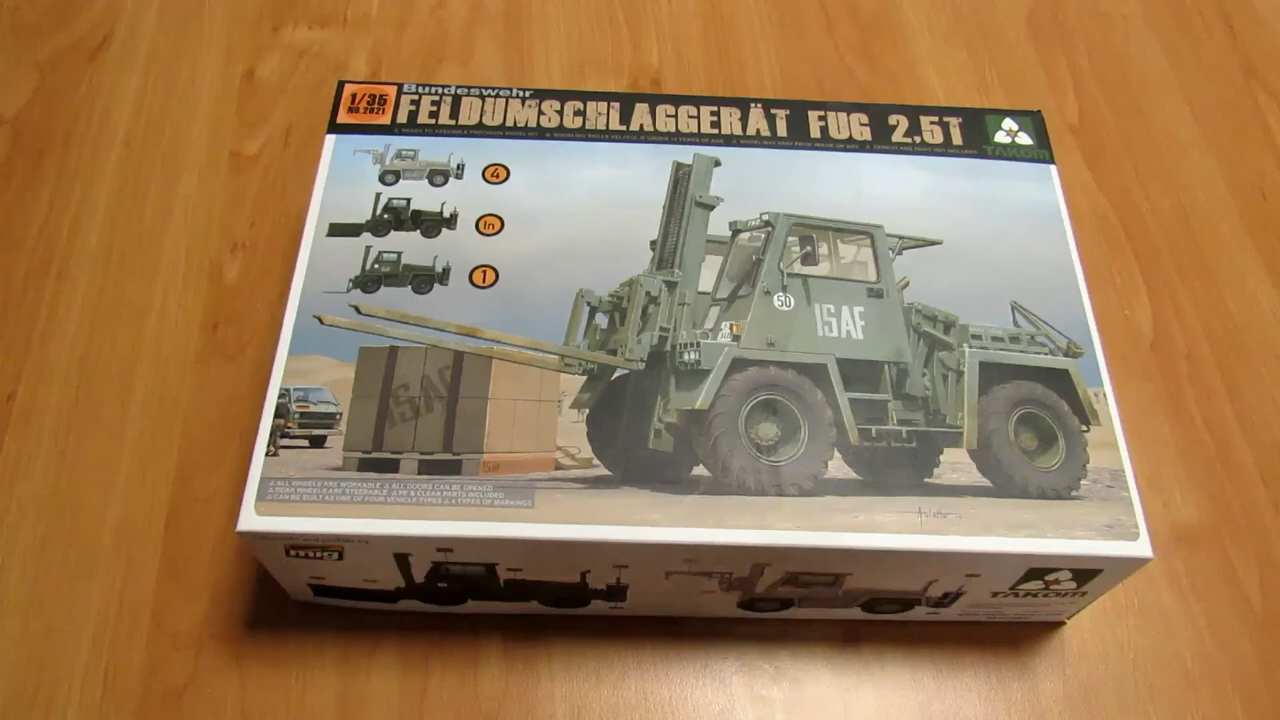 1/35
NO.2021
Bundeswehr
FELDUMSCHLAGGERÄT FUG 2,5T
TAKOM
4
In
1
50
ISAF
ISAF
△ ALL WHEELS ARE WORKABLE △ ALL DOORS CAN BE OPENED
△ REAR WHEELS ARE STEERABLE △ PE & CLEAN PARTS INCLUDED
△ CAN BE BUILT AS ONE OF FOUR VEHICLE TYPES △ 4 TYPES OF MARKINGS
mig
TAKOM